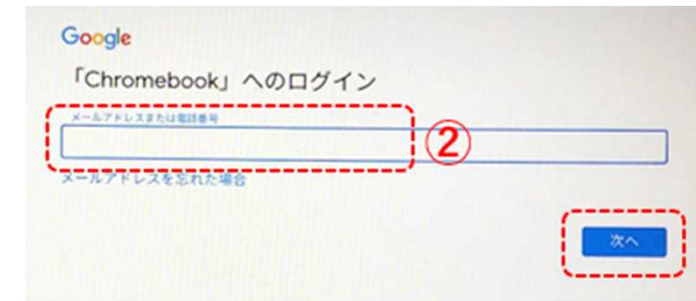 Google
「Chromebook」へのログイン
メールアドレスまたは電話番号
②
メールアドレスを忘れた場合
次へ